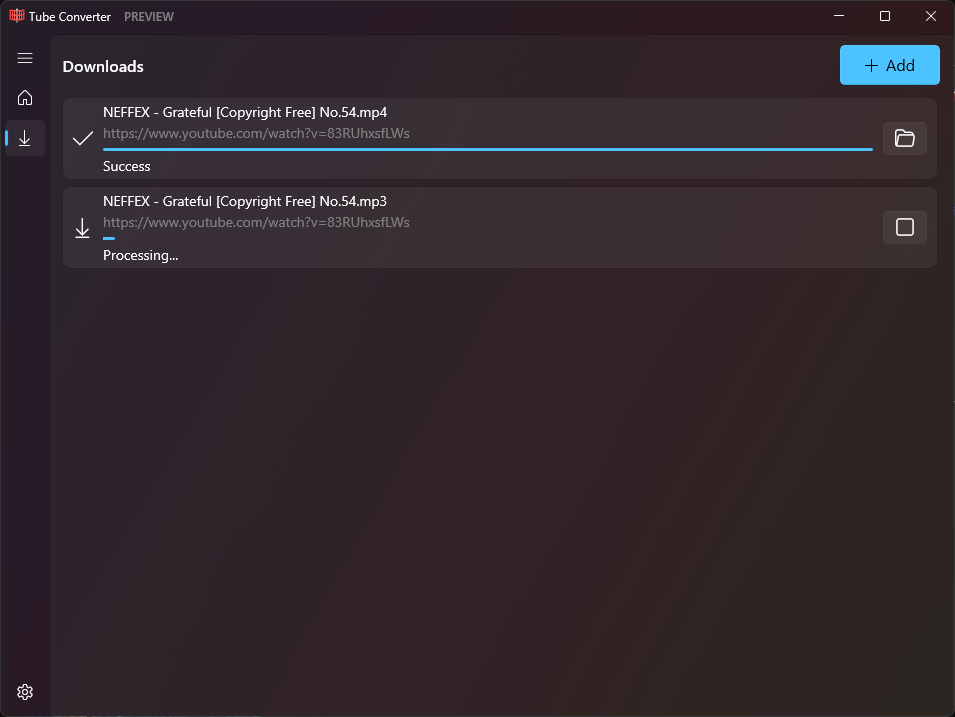 Tube Converter PREVIEW
Downloads
Add
NEFFEX - Grateful [Copyright Free] No.54.mp4
https://www.youtube.com/watch?v=83RUhxsfLWs
Success
NEFFEX - Grateful [Copyright Free] No.54.mp3
https://www.youtube.com/watch?v=83RUhxsfLWs
Processing...